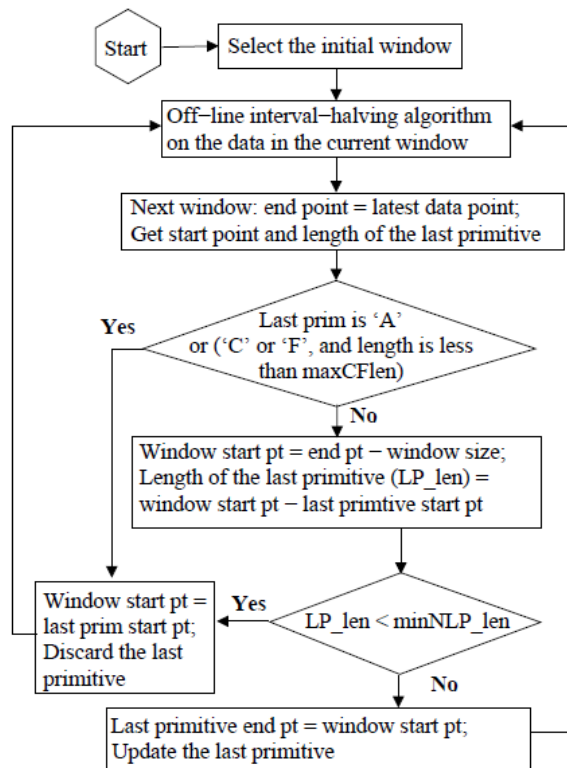 Start
Select the initial window
Off−line interval−halving algorithm
on the data in the current window
Next window: end point = latest data point;
Get start point and length of the last primitive
Last prim is ‘A’
or (‘C’ or ‘F’, and length is less
than maxCFlen)
Yes
No
Window start pt = end pt − window size;
Length of the last primitive (LP_len) =
window start pt − last primtive start pt
LP_len < minNLP_len
Yes
Window start pt =
last prim start pt;
Discard the last
primitive
No
Last primitive end pt = window start pt;
Update the last primitive